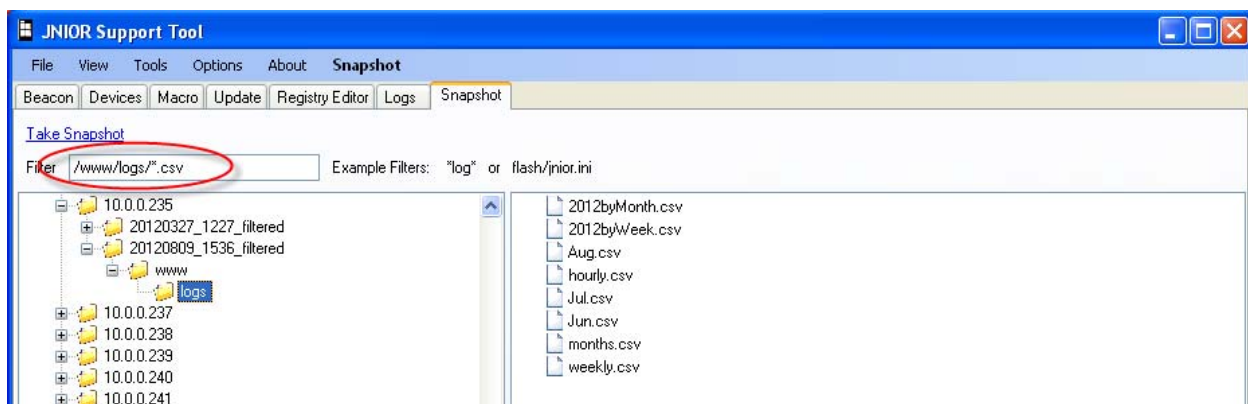 JNIOR Support Tool
File View Tools Options About Snapshot
Beacon Devices Macro Update Registry Editor Logs Snapshot
Take Snapshot
Filter /www/logs/*.csv Example Filters: *log* or flash/jnior.ini
10.0.0.235
20120327_1227_filtered
20120809_1536_filtered
www
logs
10.0.0.237
10.0.0.238
10.0.0.239
10.0.0.240
10.0.0.241
2012byMonth.csv
2012byWeek.csv
Aug.csv
hourly.csv
Jul.csv
Jun.csv
months.csv
weekly.csv